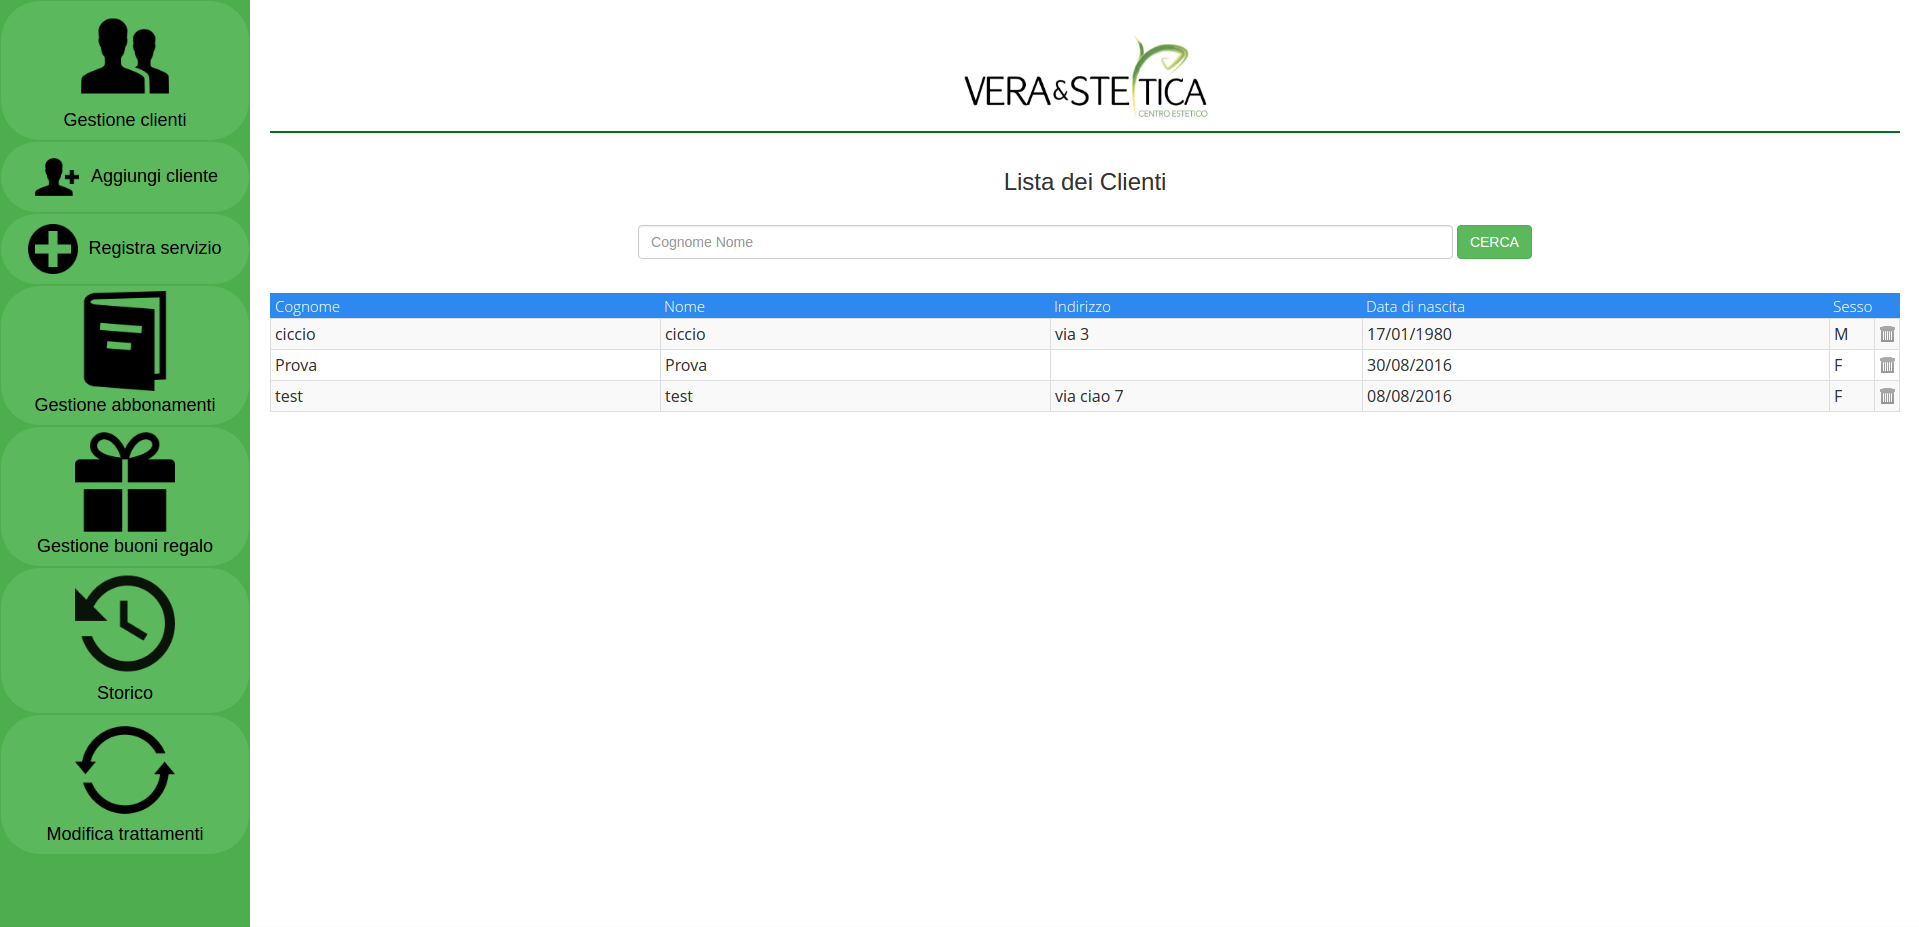 Gestione clienti
Aggiungi cliente
Registra servizio
Gestione abbonamenti
Gestione buoni regalo
Storico
Modifica trattamenti
VERA&STETICA
CENTRO ESTETICO
Lista dei Clienti
Cognome Nome CERCA
Cognome Nome Indirizzo Data di nascita Sesso
ciccio ciccio via 3 17/01/1980 M
Prova Prova 30/08/2016 F
test test via ciao 7 08/08/2016 F